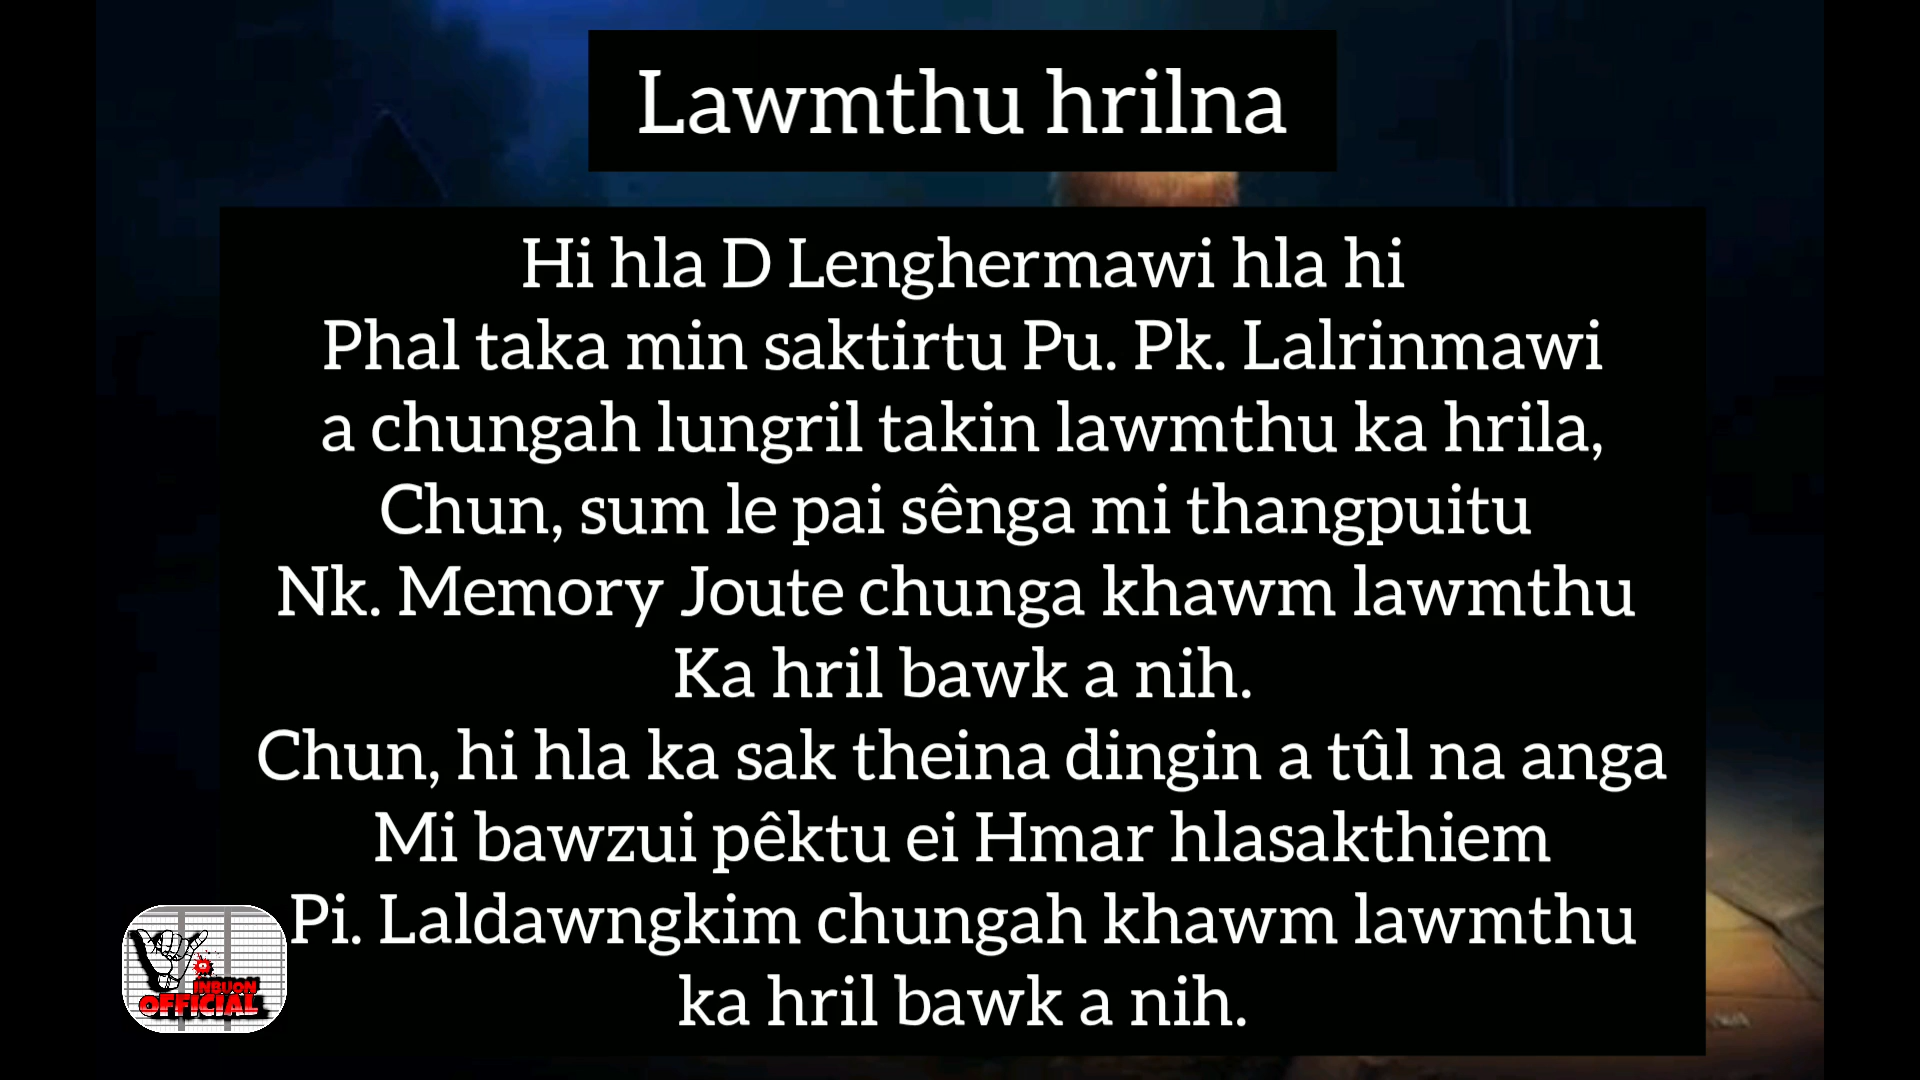 Lawmthu hrilna
Hi hla D Lenghermawi hla hi
Phal taka min saktirtu Pu. Pk. Lalrinmawi
a chungah lungril takin lawmthu ka hrila,
Chun, sum le pai sênga mi thangpuitu
Nk. Memory Joute chunga khawm lawmthu
Ka hril bawk a nih.
Chun, hi hla ka sak theina dingin a tûl na anga
Mi bawzui pêktu ei Hmar hlasakthiem
Pi. Laldawngkim chungah khawm lawmthu
ka hril bawk a nih.
INBUON
OFFICIAL